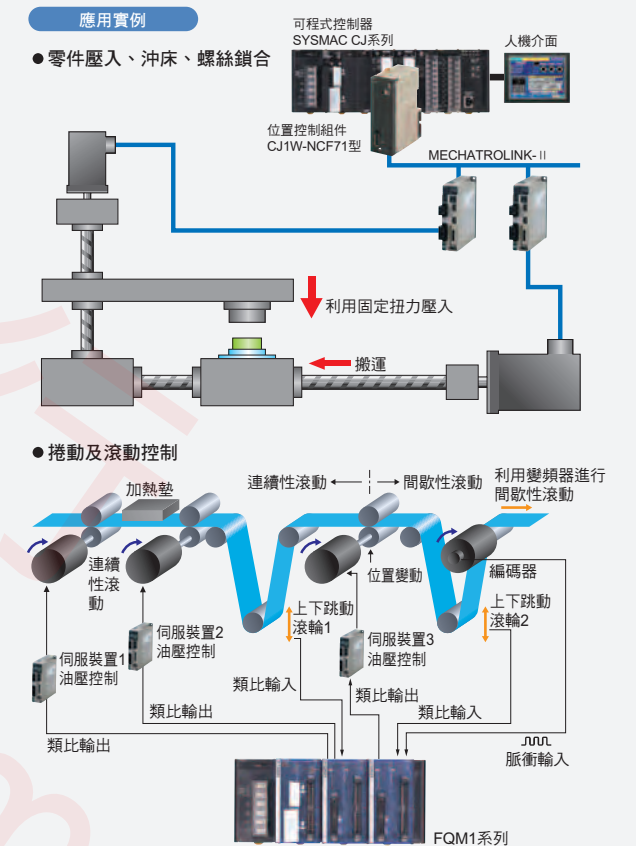 應用實例
可程式控制器
SYSMAC CJ系列
人機介面
●零件壓入、沖床、螺絲鎖合
位置控制組件
CJ1W-NCF71型
MECHATROLINK-Ⅱ
利用固定扭力壓入
搬運
●捲動及滾動控制
加熱墊
連續性滾動
間歇性滾動
利用變頻器進行
間歇性滾動
連續
性滾
動
位置變動
編碼器
上下跳動
滾輪1
上下跳動
滾輪2
伺服裝置1
油壓控制
伺服裝置2
油壓控制
伺服裝置3
油壓控制
類比輸入
類比輸出
類比輸出
類比輸入
類比輸出
脈衝輸入
FQM1系列